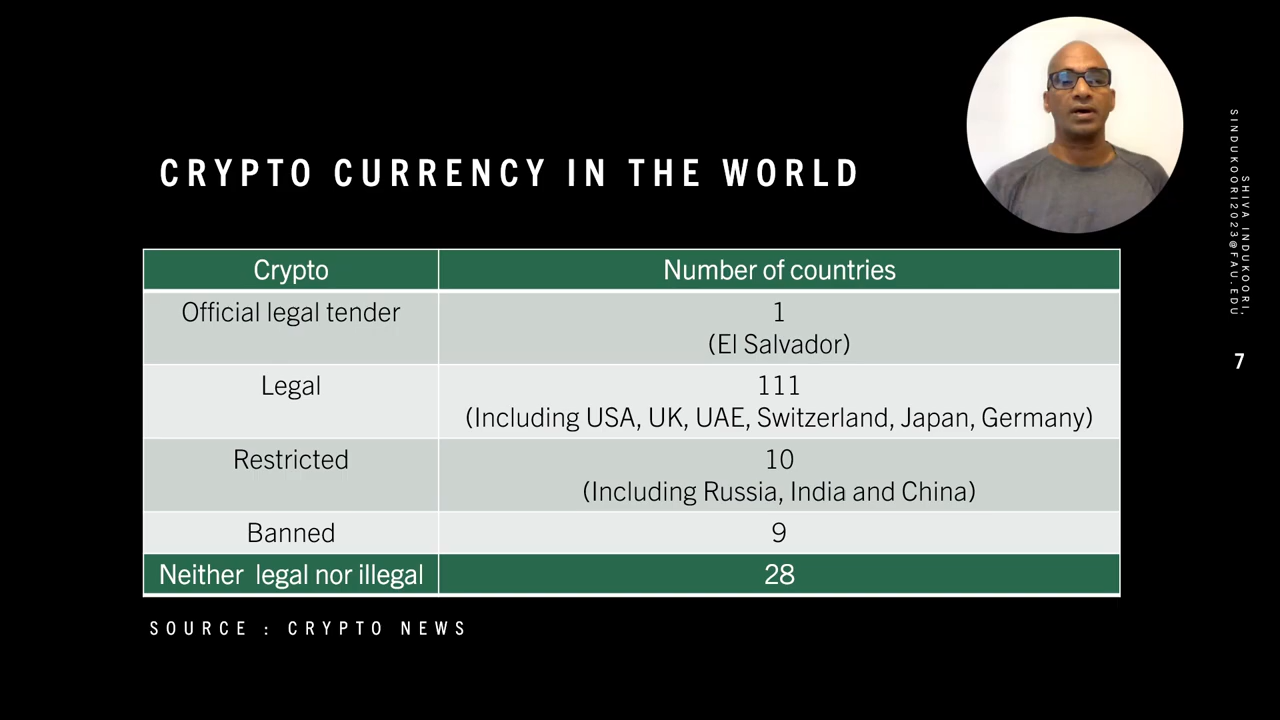 CRYPTO CURRENCY IN THE WORLD
Crypto Number of countries
Official legal tender 1
(El Salvador)
Legal 111
(Including USA, UK, UAE, Switzerland, Japan, Germany)
Restricted 10
(Including Russia, India and China)
Banned 9
Neither legal nor illegal 28
SOURCE : CRYPTO NEWS
SHIVA INDUKOORI,
SINDUKOORI2023@FAU.EDU
7